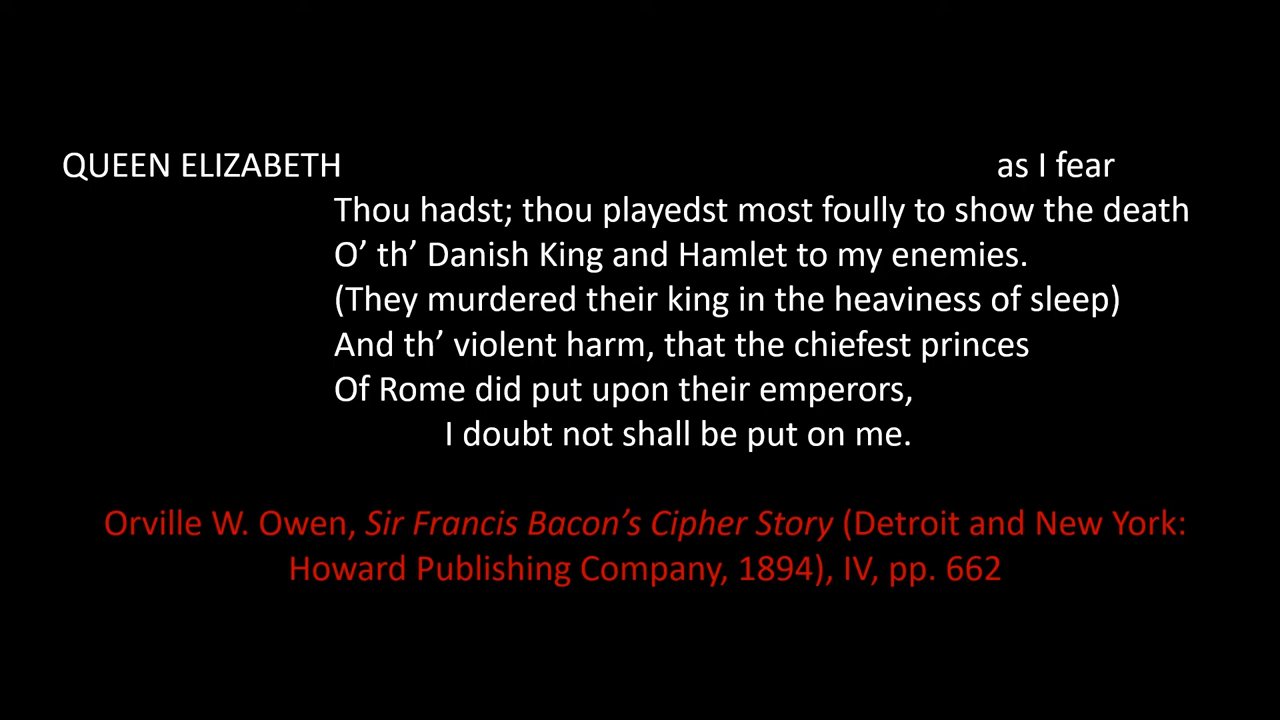 QUEEN ELIZABETH as I fear
Thou hadst; thou playedst most foully to show the death
O’ th’ Danish King and Hamlet to my enemies.
(They murdered their king in the heaviness of sleep)
And th’ violent harm, that the chiefest princes
Of Rome did put upon their emperors,
I doubt not shall be put on me.
Orville W. Owen, Sir Francis Bacon’s Cipher Story (Detroit and New York:
Howard Publishing Company, 1894), IV, pp. 662